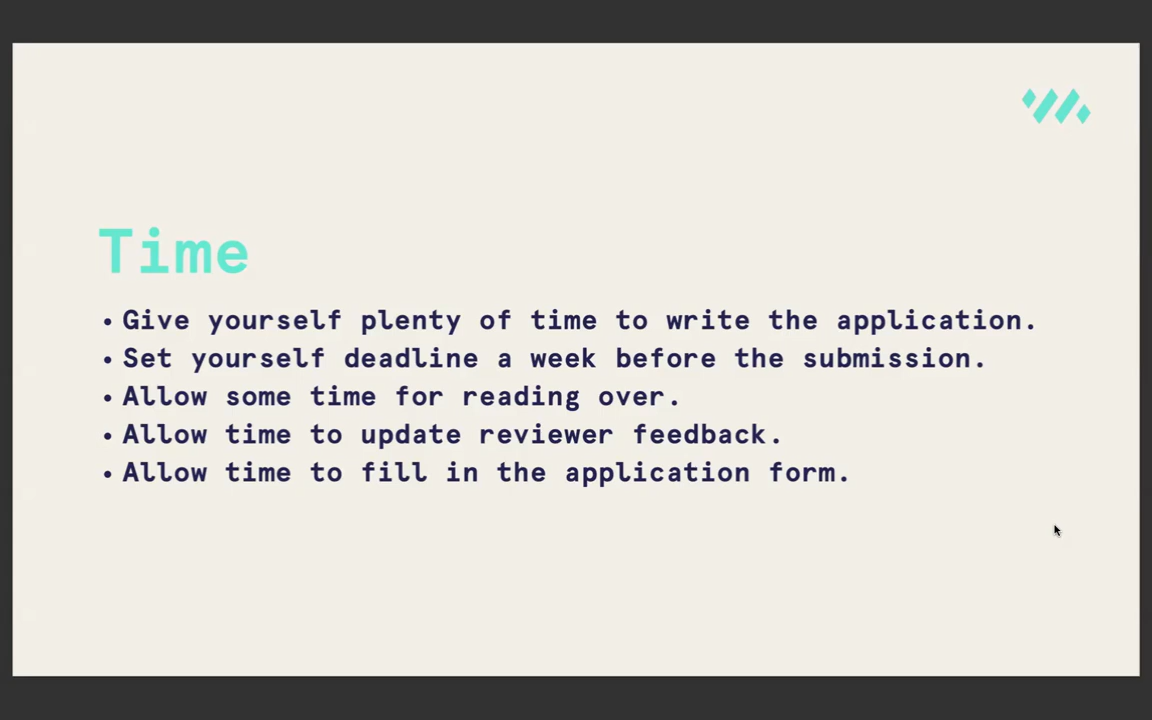 Time
• Give yourself plenty of time to write the application.
• Set yourself deadline a week before the submission.
• Allow some time for reading over.
• Allow time to update reviewer feedback.
• Allow time to fill in the application form.